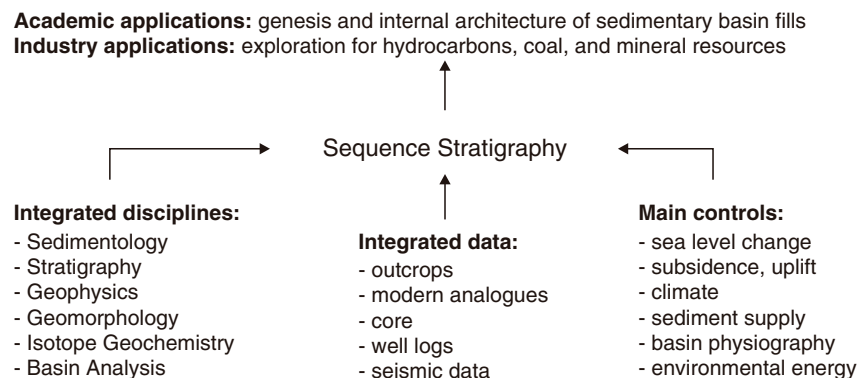 Academic applications: genesis and internal architecture of sedimentary basin fills
Industry applications: exploration for hydrocarbons, coal, and mineral resources
Sequence Stratigraphy
Integrated disciplines:
- Sedimentology
- Stratigraphy
- Geophysics
- Geomorphology
- Isotope Geochemistry
- Basin Analysis
Integrated data:
- outcrops
- modern analogues
- core
- well logs
- seismic data
Main controls:
- sea level change
- subsidence, uplift
- climate
- sediment supply
- basin physiography
- environmental energy